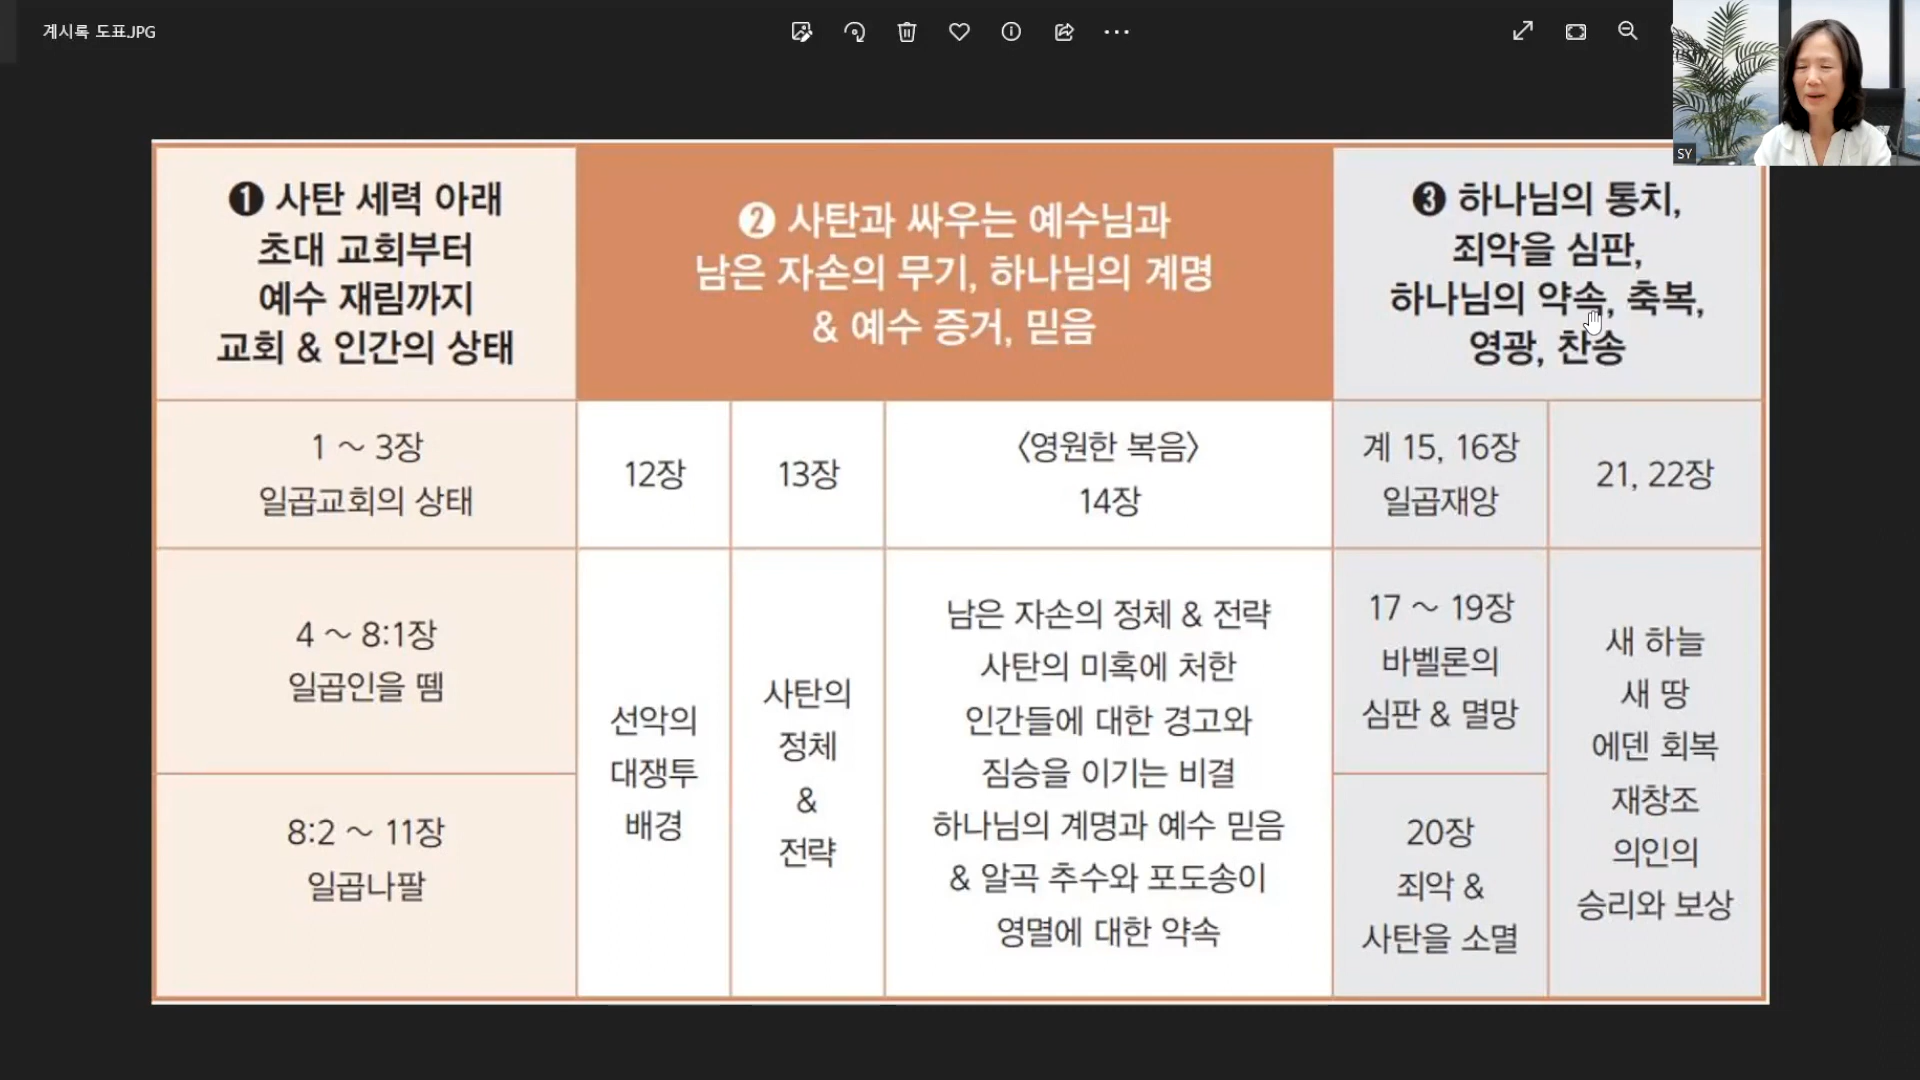 계시록 도표.JPG
SY
❶ 사탄 세력 아래
초대 교회부터
예수 재림까지
교회 & 인간의 상태
❷ 사탄과 싸우는 예수님과
남은 자손의 무기, 하나님의 계명
& 예수 증거, 믿음
❸ 하나님의 통치,
죄악을 심판,
하나님의 약속, 축복,
영광, 찬송
1 ~ 3장
일곱교회의 상태
12장
13장
〈영원한 복음〉
14장
계 15, 16장
일곱재앙
21, 22장
4 ~ 8:1장
일곱인을 뗌
8:2 ~ 11장
일곱나팔
선악의
대쟁투
배경
사탄의
정체
&
전략
남은 자손의 정체 & 전략
사탄의 미혹에 처한
인간들에 대한 경고와
짐승을 이기는 비결
하나님의 계명과 예수 믿음
& 알곡 추수와 포도송이
영멸에 대한 약속
17 ~ 19장
바벨론의
심판 & 멸망
20장
죄악 &
사탄을 소멸
새 하늘
새 땅
에덴 회복
재창조
의인의
승리와 보상